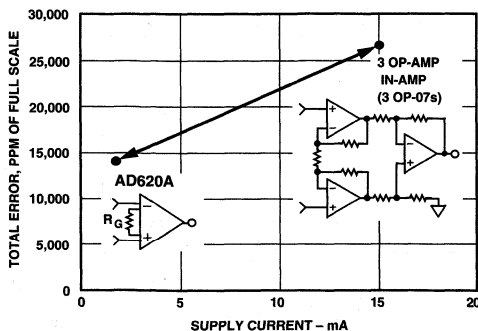 TOTAL ERROR, PPM OF FULL SCALE
30,000
25,000
20,000
15,000
10,000
5,000
0
3 OP-AMP
IN-AMP
(3 OP-07s)
AD620A
RG
0
5
10
15
20
SUPPLY CURRENT – mA